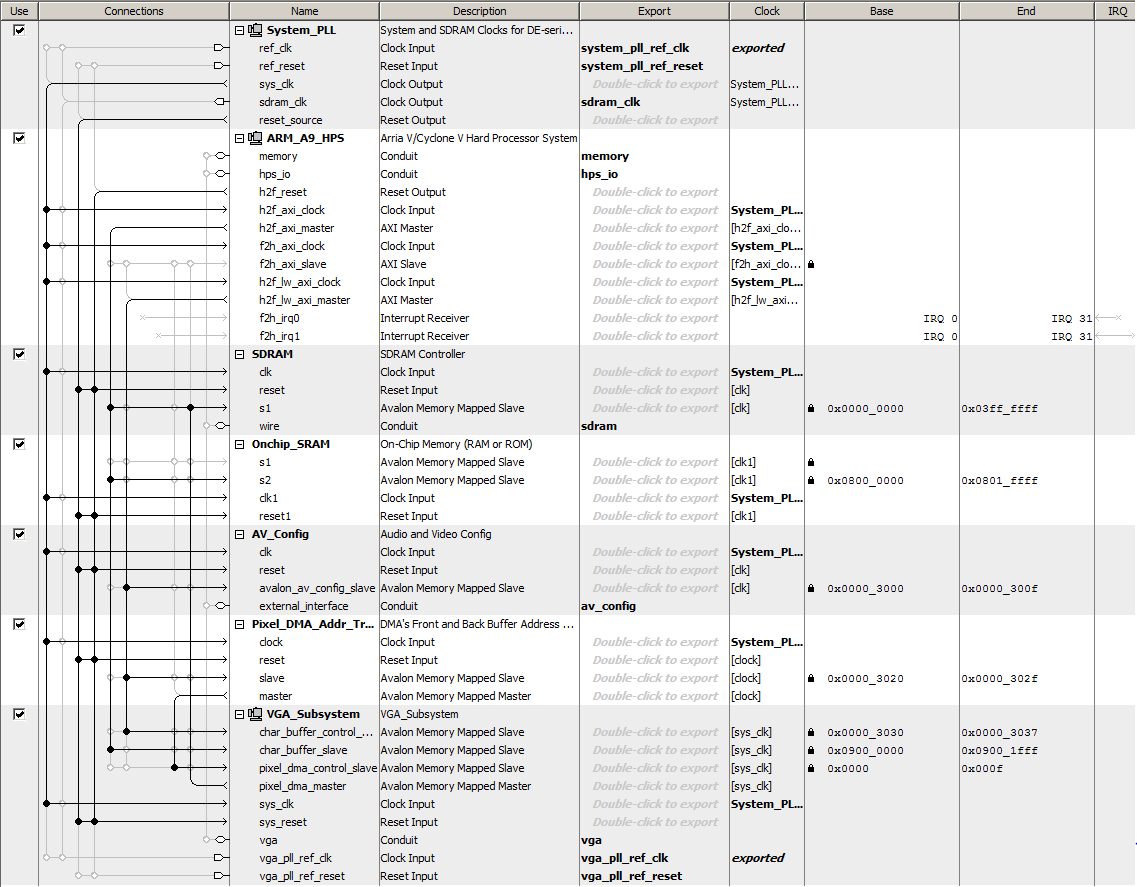 Use Connections Name Description Export Clock Base End IRQ
System_PLL System and SDRAM Clocks for DE-seri...
ref_clk Clock Input system_pll_ref_clk exported
ref_reset Reset Input system_pll_ref_reset
sys_clk Clock Output Double-click to export System_PLL...
sdram_clk Clock Output sdram_clk System_PLL...
reset_source Reset Output Double-click to export
ARM_A9_HPS Arria V/Cyclone V Hard Processor System
memory Conduit memory
hps_io Conduit hps_io
h2f_reset Reset Output Double-click to export
h2f_axi_clock Clock Input Double-click to export System_PL...
h2f_axi_master AXI Master Double-click to export [h2f_axi_clo...
f2h_axi_clock Clock Input Double-click to export System_PL...
f2h_axi_slave AXI Slave Double-click to export [f2h_axi_clo...
h2f_lw_axi_clock Clock Input Double-click to export System_PL...
h2f_lw_axi_master AXI Master Double-click to export [h2f_lw_axi...
f2h_irq0 Interrupt Receiver Double-click to export IRQ 0 IRQ 31
f2h_irq1 Interrupt Receiver Double-click to export IRQ 0 IRQ 31
SDRAM SDRAM Controller
clk Clock Input Double-click to export System_PL...
reset Reset Input Double-click to export [clk]
s1 Avalon Memory Mapped Slave Double-click to export [clk] 0x0000_0000 0x03ff_ffff
wire Conduit sdram
Onchip_SRAM On-Chip Memory (RAM or ROM)
s1 Avalon Memory Mapped Slave Double-click to export [clk1]
s2 Avalon Memory Mapped Slave Double-click to export [clk1] 0x0800_0000 0x0801_ffff
clk1 Clock Input Double-click to export System_PL...
reset1 Reset Input Double-click to export [clk1]
AV_Config Audio and Video Config
clk Clock Input Double-click to export System_PL...
reset Reset Input Double-click to export [clk]
avalon_av_config_slave Avalon Memory Mapped Slave Double-click to export [clk] 0x0000_3000 0x0000_300f
external_interface Conduit av_config
Pixel_DMA_Addr_Tr... DMA's Front and Back Buffer Address ...
clock Clock Input Double-click to export System_PL...
reset Reset Input Double-click to export [clock]
slave Avalon Memory Mapped Slave Double-click to export [clock] 0x0000_3020 0x0000_302f
master Avalon Memory Mapped Master Double-click to export [clock]
VGA_Subsystem VGA_Subsystem
char_buffer_control_... Avalon Memory Mapped Slave Double-click to export [sys_clk] 0x0000_3030 0x0000_3037
char_buffer_slave Avalon Memory Mapped Slave Double-click to export [sys_clk] 0x0900_0000 0x0900_1fff
pixel_dma_control_slave Avalon Memory Mapped Slave Double-click to export [sys_clk] 0x0000 0x000f
pixel_dma_master Avalon Memory Mapped Master Double-click to export [sys_clk]
sys_clk Clock Input Double-click to export System_PL...
sys_reset Reset Input Double-click to export
vga Conduit vga
vga_pll_ref_clk Clock Input vga_pll_ref_clk exported
vga_pll_ref_reset Reset Input vga_pll_ref_reset